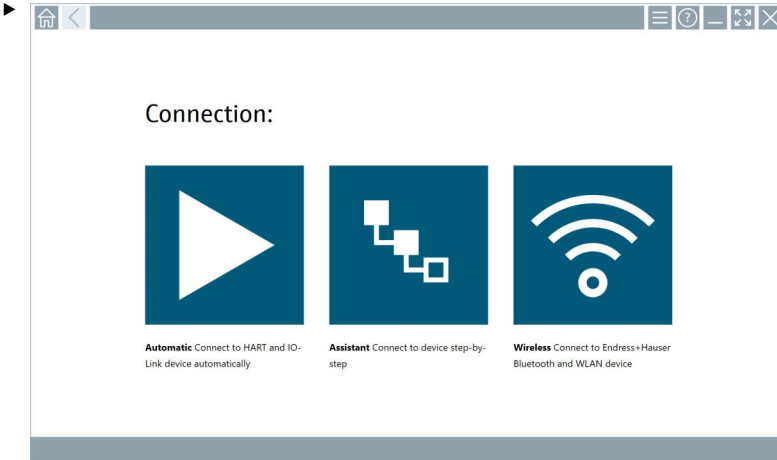 Connection:
Automatic Connect to HART and IO-
Link device automatically
Assistant Connect to device step-by-
step
Wireless Connect to Endress+Hauser
Bluetooth and WLAN device